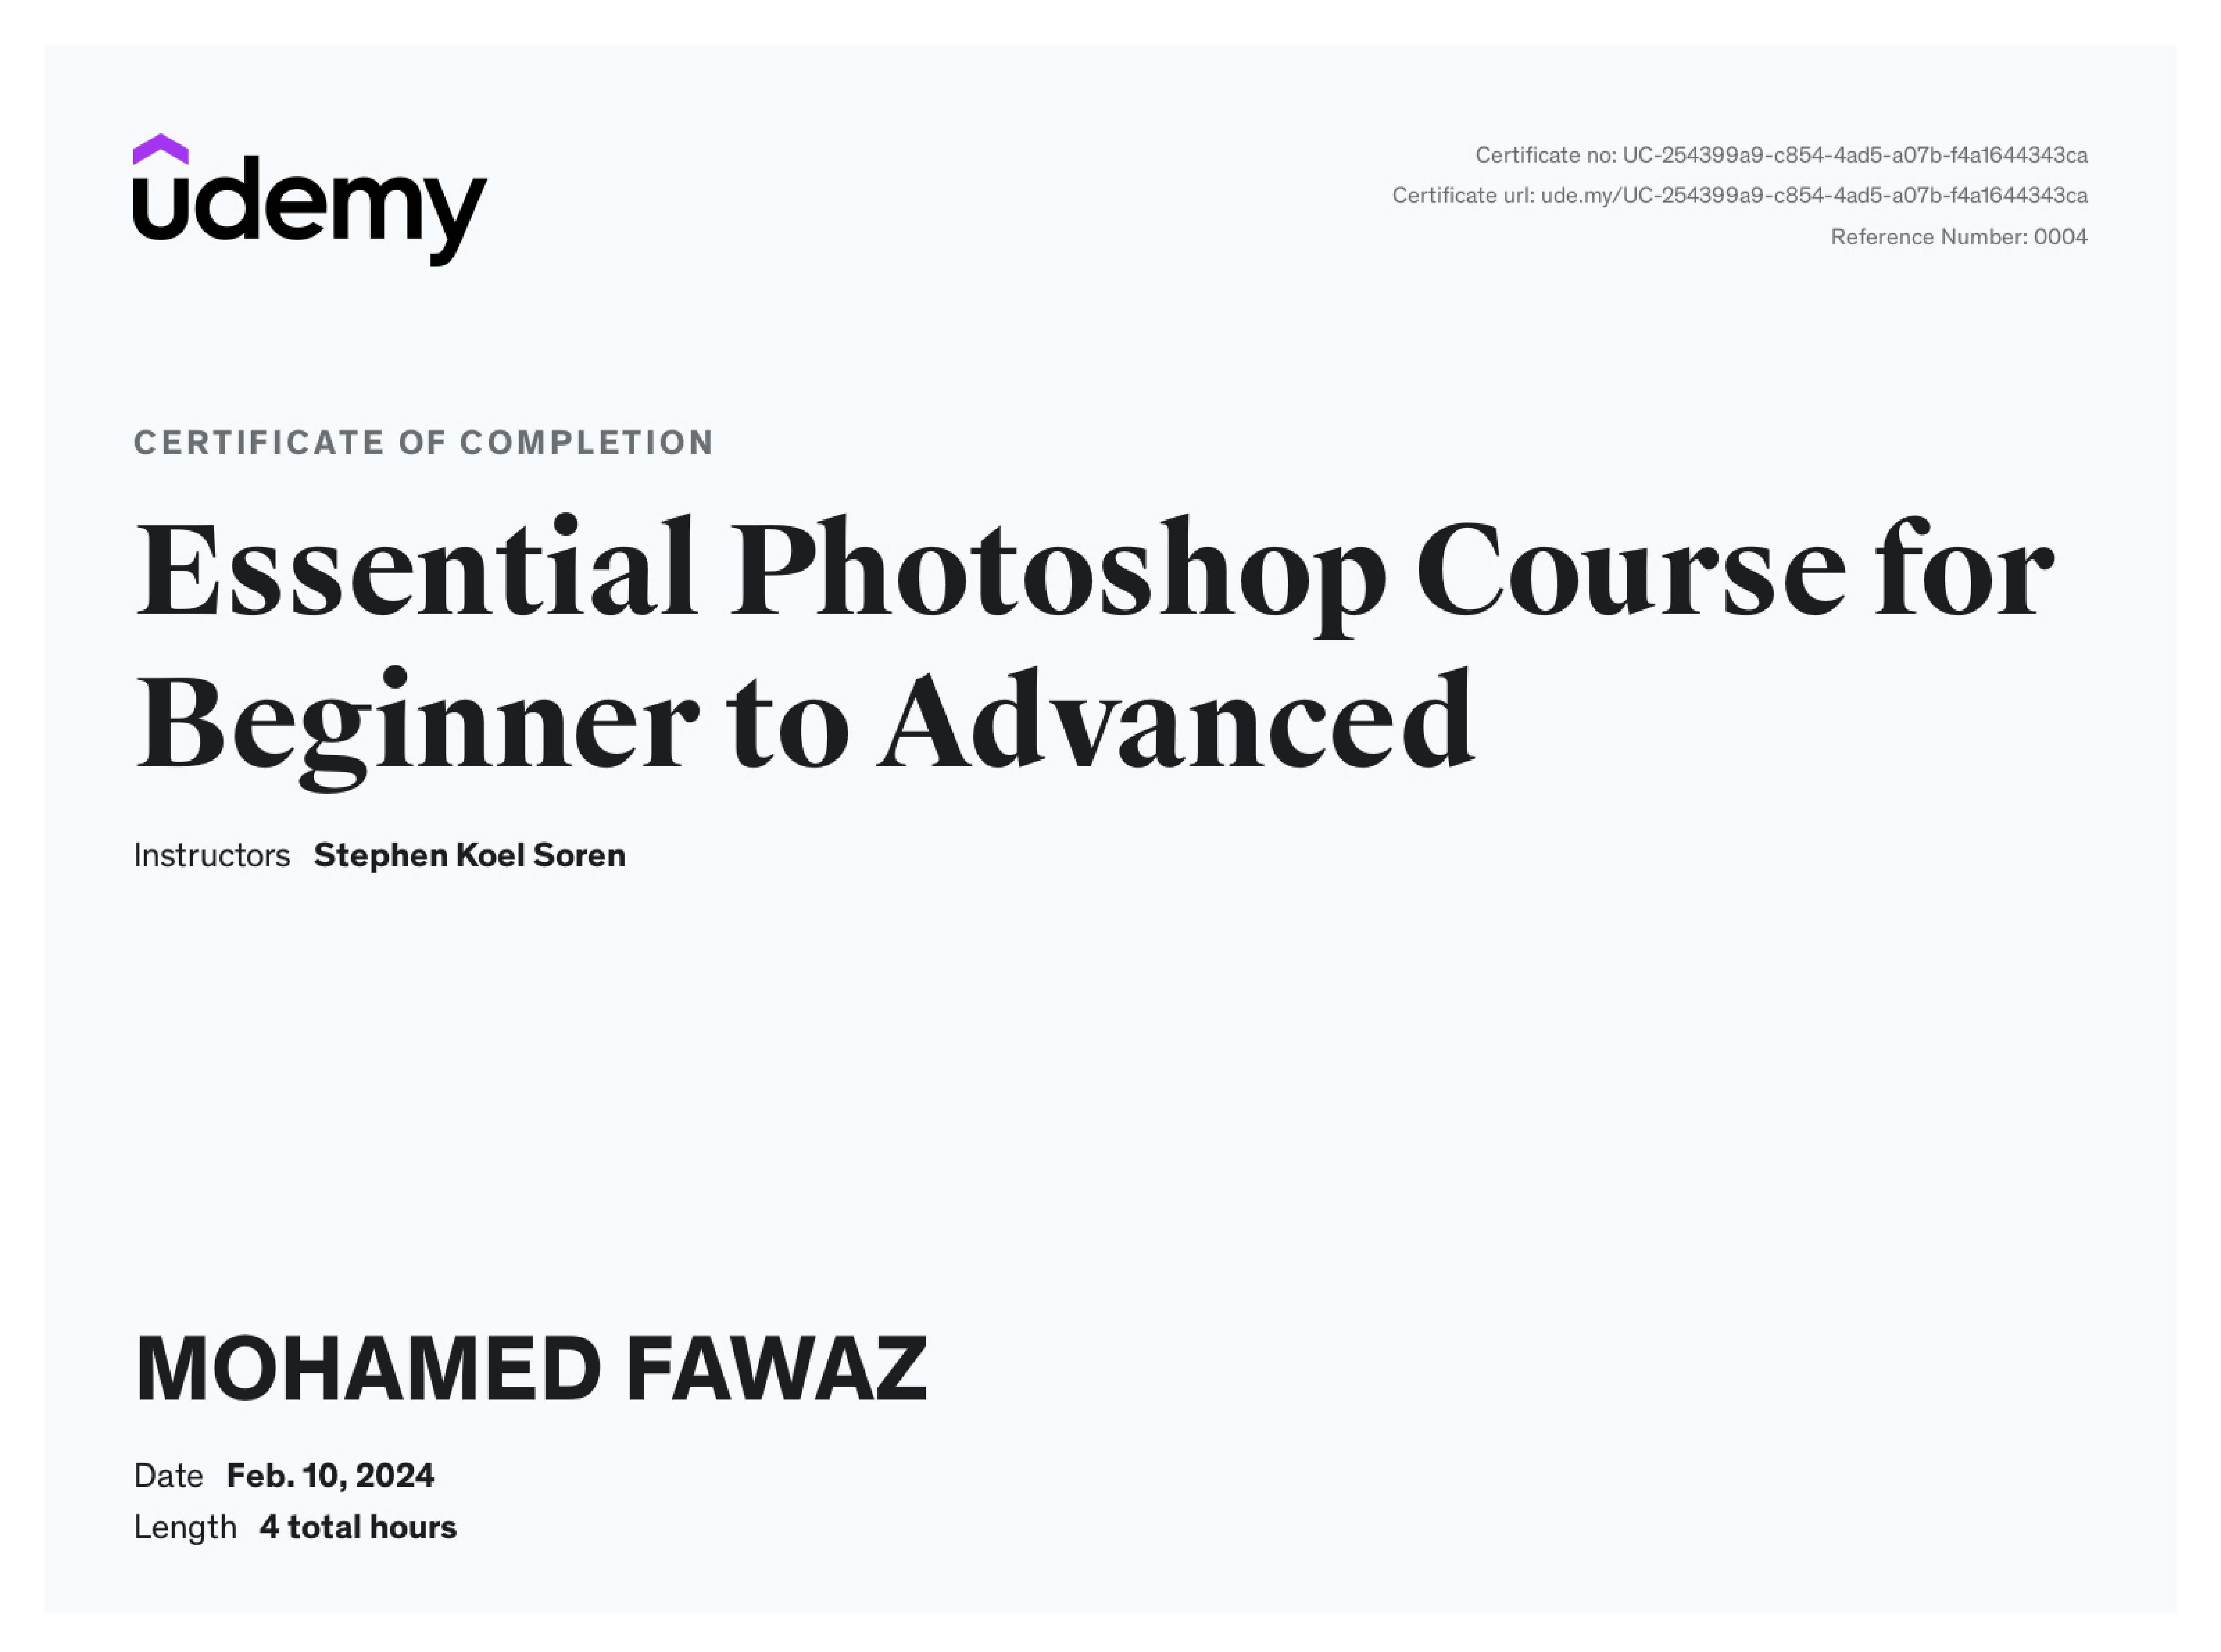 udemy
Certificate no: UC-254399a9-c854-4ad5-a07b-f4a1644343ca
Certificate url: ude.my/UC-254399a9-c854-4ad5-a07b-f4a1644343ca
Reference Number: 0004
CERTIFICATE OF COMPLETION
Essential Photoshop Course for
Beginner to Advanced
Instructors Stephen Koel Soren
MOHAMED FAWAZ
Date Feb. 10, 2024
Length 4 total hours